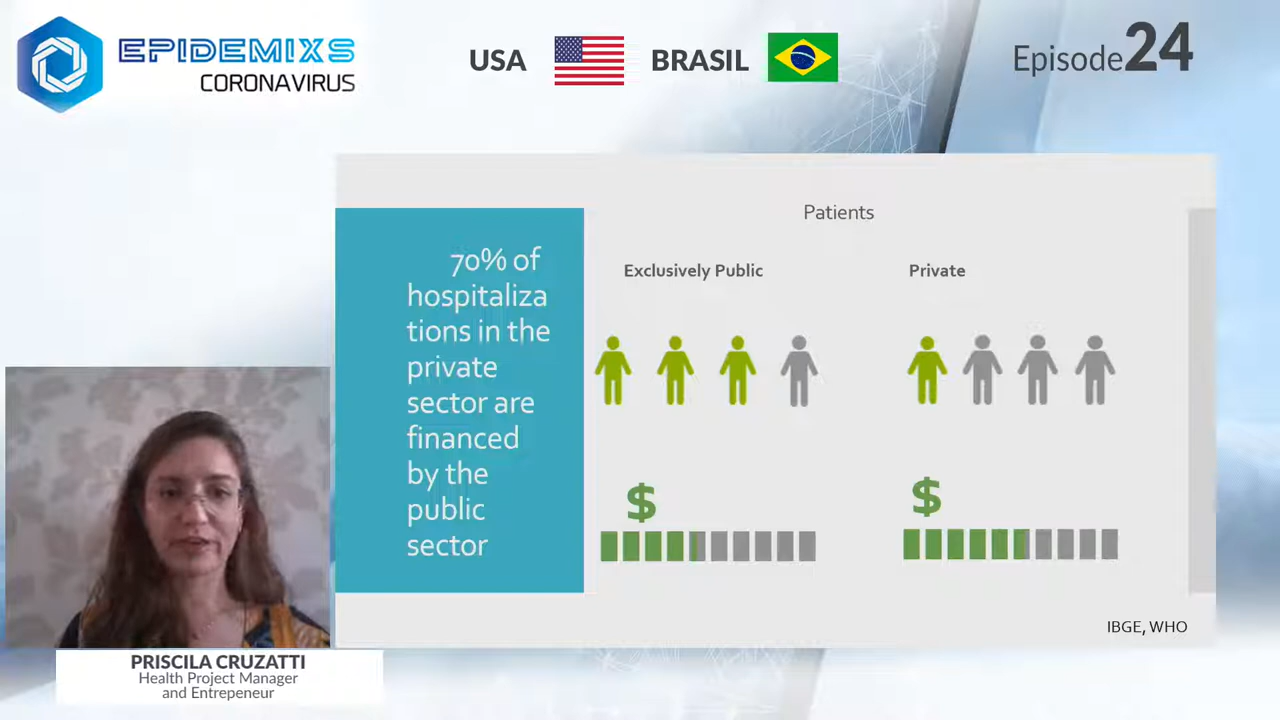 EPIDEMIXS
CORONAVIRUS
USA
BRASIL
Episode24
Patients
70% of
hospitaliza
tions in the
private
sector are
financed
by the
public
sector
Exclusively Public
Private
$
$
IBGE, WHO
PRISCILA CRUZATTI
Health Project Manager
and Entrepeneur